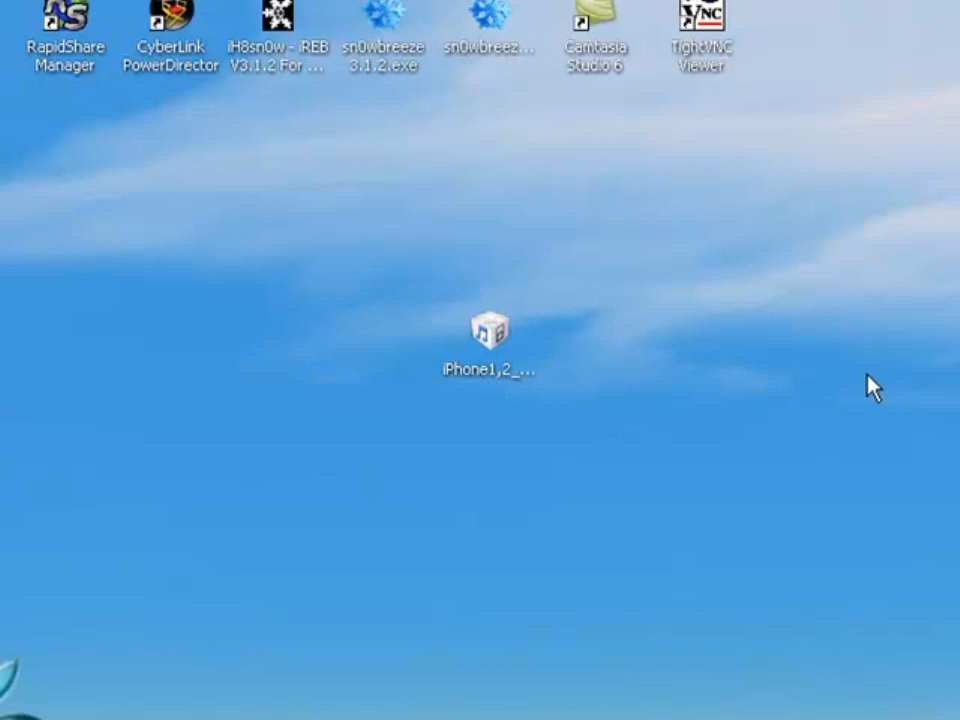 RapidShare Manager
CyberLink PowerDirector
iH8sn0w - iREB V3.1.2 For ...
sn0wbreeze 3.1.2.exe
sn0wbreez...
Camtasia Studio 6
VNC
TightVNC Viewer
iPhone1,2_...